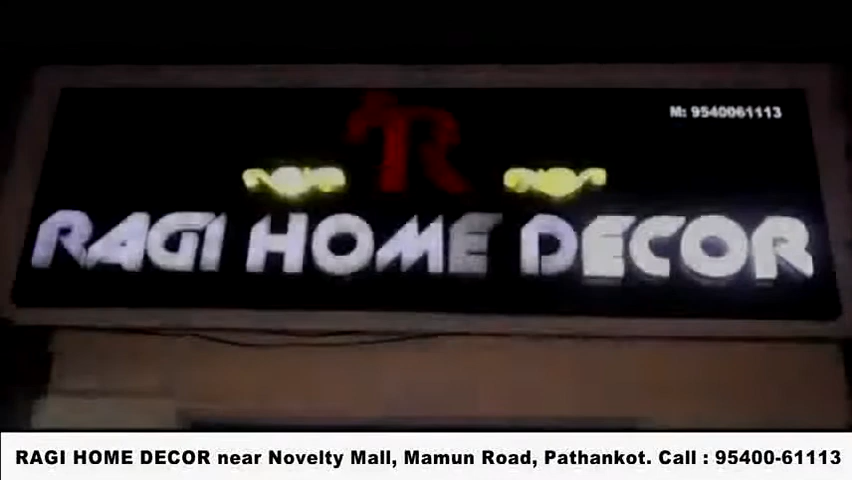 R
M: 9540061113
RAGI HOME DECOR
RAGI HOME DECOR near Novelty Mall, Mamun Road, Pathankot. Call : 95400-61113